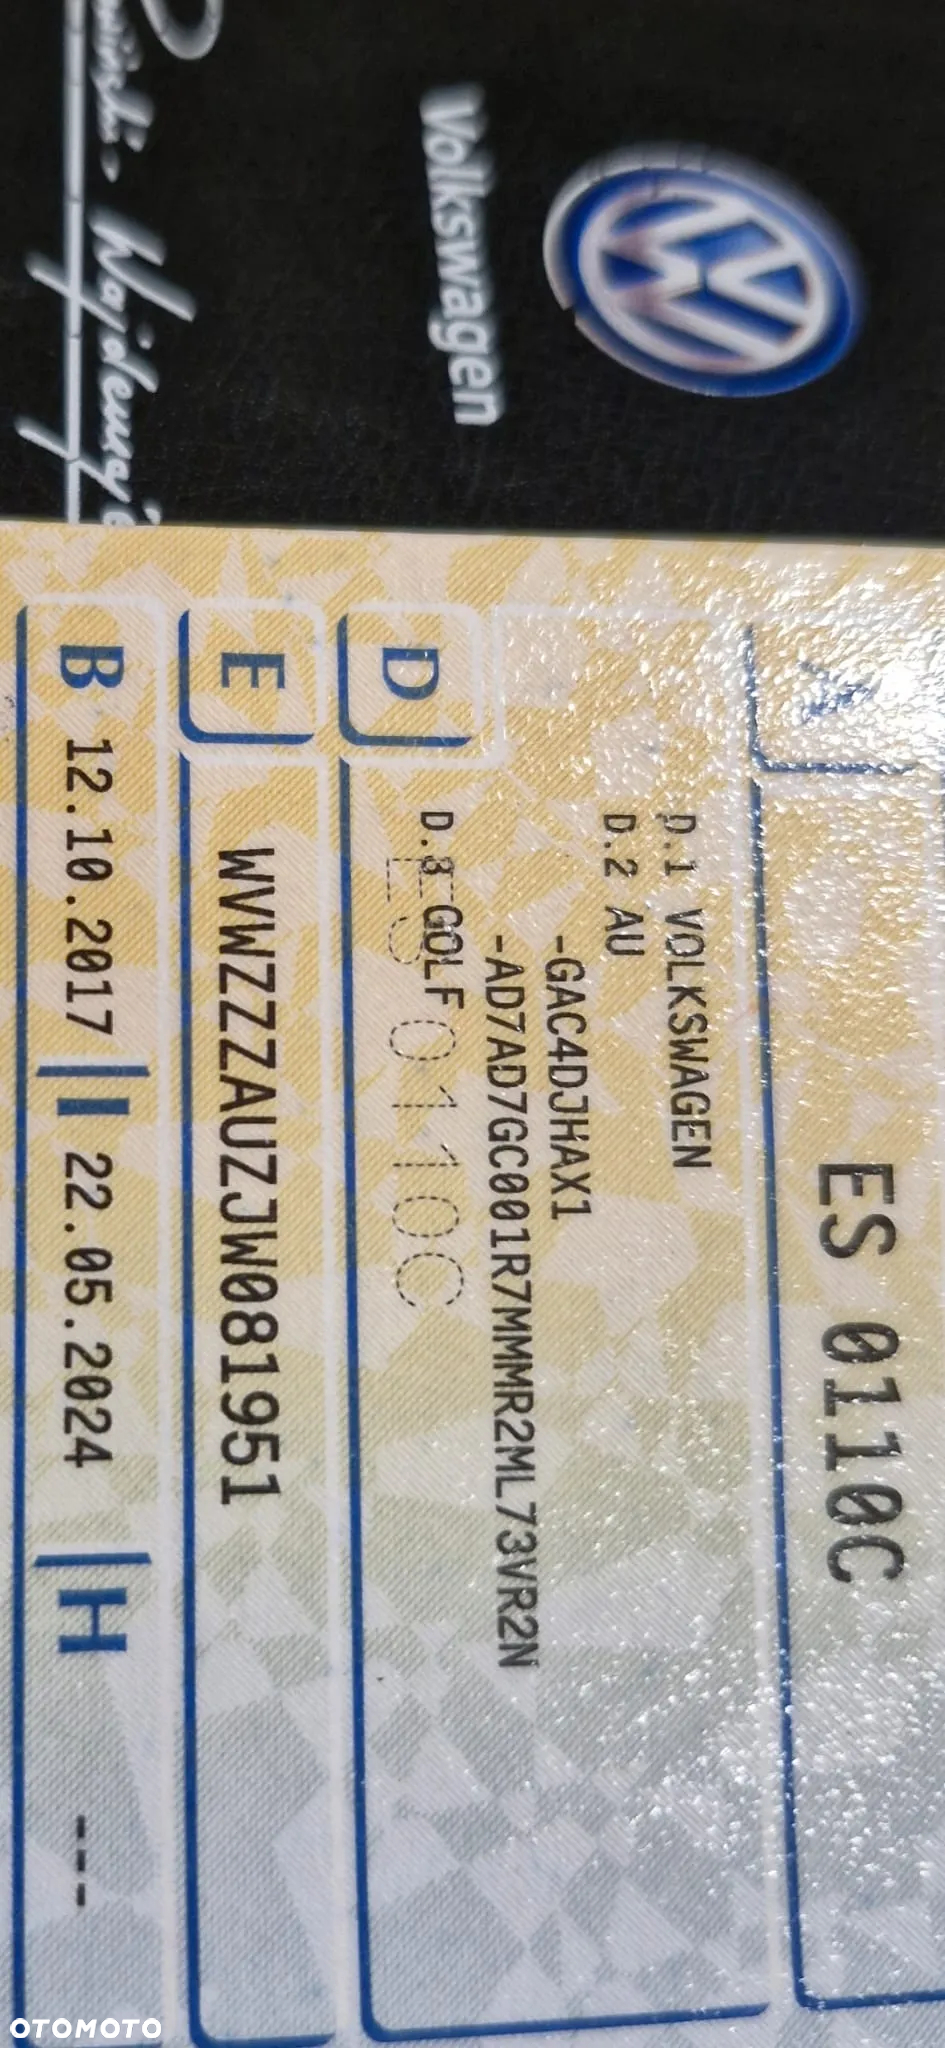 Volkswagen
A
ES 0110C
D.1 VOLKSWAGEN
D.2 AU
-GAC4DJHAX1
-AD7AD7GC001R7MMMR2ML73VR2N
D
D.3 GOLF
ES 0110C
E
WVWZZZAUZJW081951
B 12.10.2017
I 22.05.2024
H ---
OTOMOTO